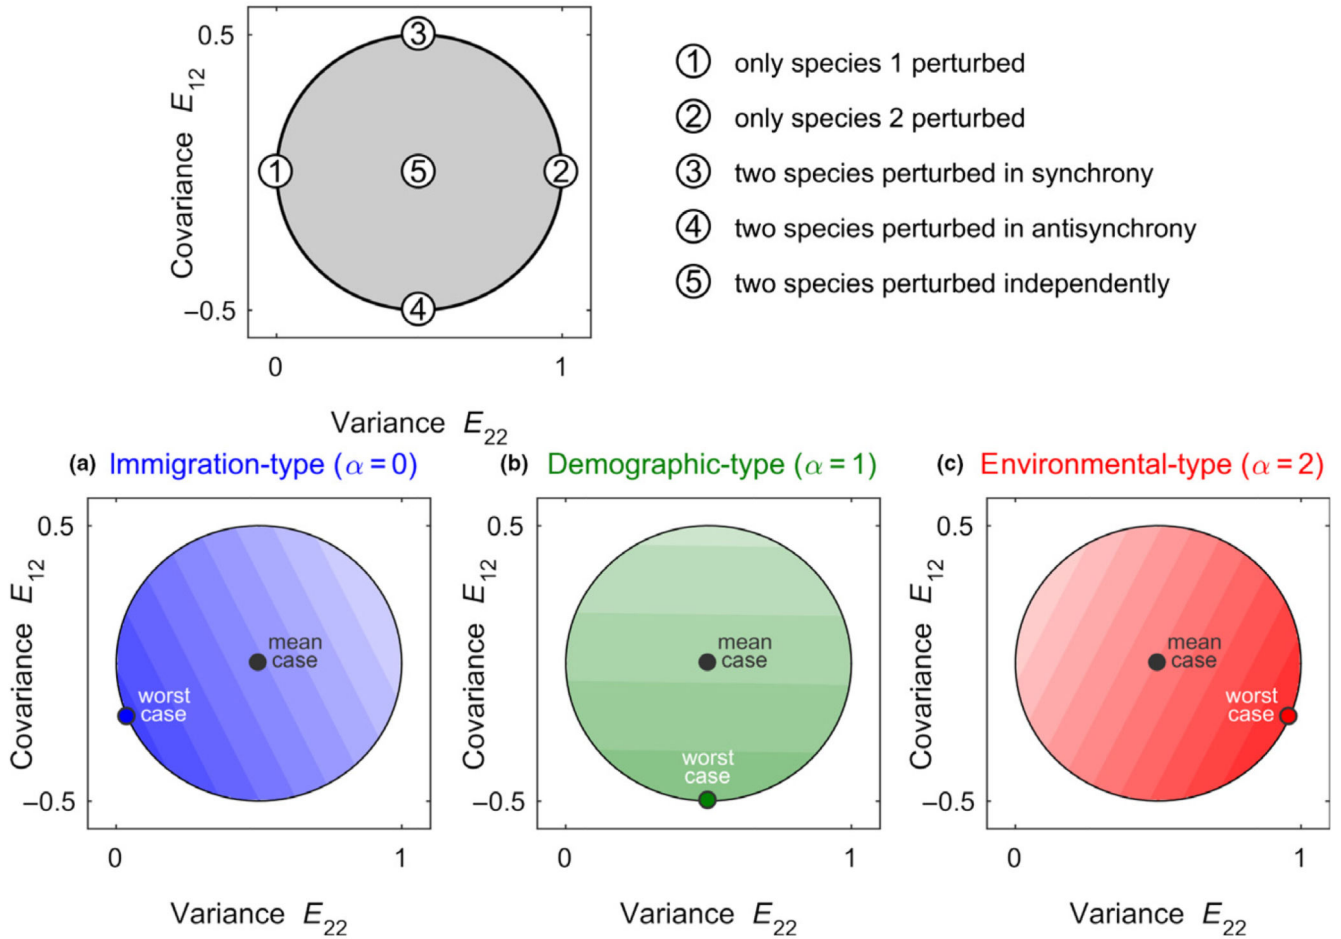 0.5
Covariance E12
-0.5
0
1
Variance E22
3
1
5
2
4
1 only species 1 perturbed
2 only species 2 perturbed
3 two species perturbed in synchrony
4 two species perturbed in antisynchrony
5 two species perturbed independently
(a) Immigration-type (α = 0)
0.5
Covariance E12
-0.5
mean
case
worst
case
0
1
Variance E22
(b) Demographic-type (α = 1)
0.5
Covariance E12
-0.5
mean
case
worst
case
0
1
Variance E22
(c) Environmental-type (α = 2)
0.5
Covariance E12
-0.5
mean
case
worst
case
0
1
Variance E22